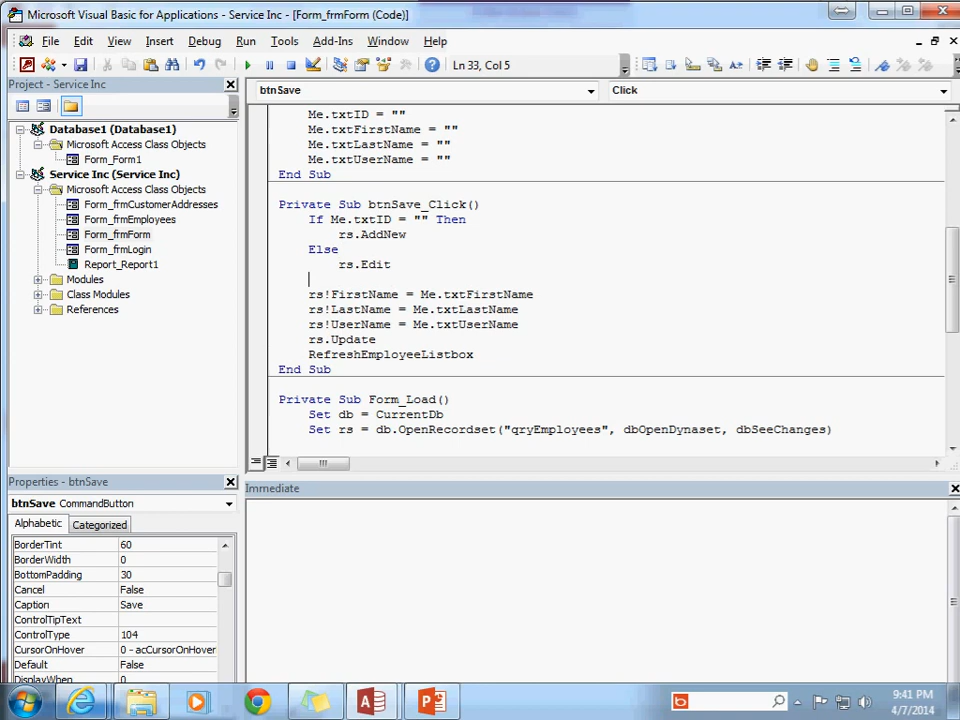 Microsoft Visual Basic for Applications - Service Inc - [Form_frmForm (Code)]
File Edit View Insert Debug Run Tools Add-Ins Window Help
Ln 33, Col 5
Project - Service Inc
btnSave Click
Database1 (Database1)
Microsoft Access Class Objects
Form_Form1
Service Inc (Service Inc)
Microsoft Access Class Objects
Form_frmCustomerAddresses
Form_frmEmployees
Form_frmForm
Form_frmLogin
Report_Report1
Modules
Class Modules
References
Me.txtID = ""
Me.txtFirstName = ""
Me.txtLastName = ""
Me.txtUserName = ""
End Sub
Private Sub btnSave_Click()
If Me.txtID = "" Then
rs.AddNew
Else
rs.Edit
rs!FirstName = Me.txtFirstName
rs!LastName = Me.txtLastName
rs!UserName = Me.txtUserName
rs.Update
RefreshEmployeeListbox
End Sub
Private Sub Form_Load()
Set db = CurrentDb
Set rs = db.OpenRecordset("qryEmployees", dbOpenDynaset, dbSeeChanges)
Properties - btnSave
btnSave CommandButton
Alphabetic Categorized
BorderTint 60
BorderWidth 0
BottomPadding 30
Cancel False
Caption Save
ControlTipText
ControlType 104
CursorOnHover 0 - acCursorOnHover
Default False
DisplayWhen 0
Immediate
9:41 PM
4/7/2014